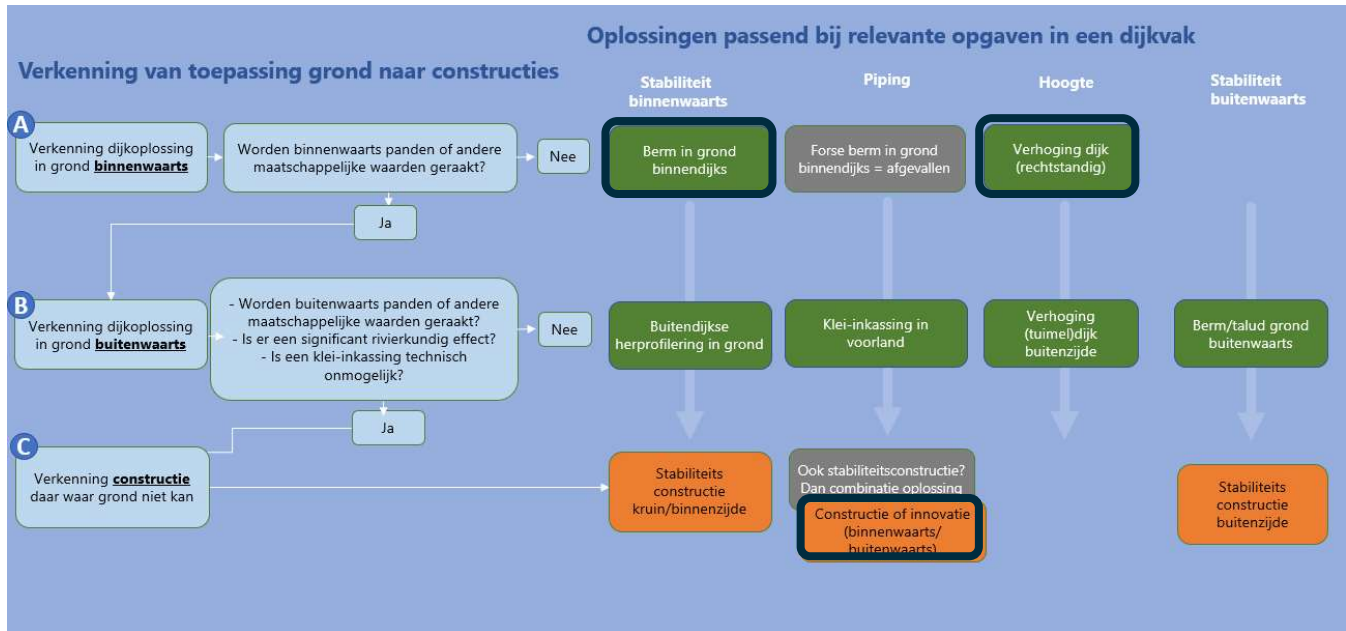 Oplossingen passend bij relevante opgaven in een dijkvak
Verkenning van toepassing grond naar constructies
Stabiliteit
binnenwaarts
Piping
Hoogte
Stabiliteit
buitenwaarts
A
Verkenning dijkoplossing
in grond binnenwaarts
Worden binnenwaarts panden of andere
maatschappelijke waarden geraakt?
Nee
Berm in grond
binnendijks
Forse berm in grond
binnendijks = afgevallen
Verhoging dijk
(rechtstandig)
Ja
B
Verkenning dijkoplossing
in grond buitenwaarts
- Worden buitenwaarts panden of andere
maatschappelijke waarden geraakt?
- Is er een significant rivierkundig effect?
- Is een klei-inkassing technisch
onmogelijk?
Nee
Buitendijkse
herprofilering in grond
Klei-inkassing in
voorland
Verhoging
(tuimel)dijk
buitenzijde
Berm/talud grond
buitenwaarts
Ja
C
Verkenning constructie
daar waar grond niet kan
Stabiliteits
constructie
kruin/binnenzijde
Ook stabiliteitsconstructie?
Dan combinatie oplossing
Constructie of innovatie
(binnenwaarts/
buitenwaarts)
Stabiliteits
constructie
buitenzijde